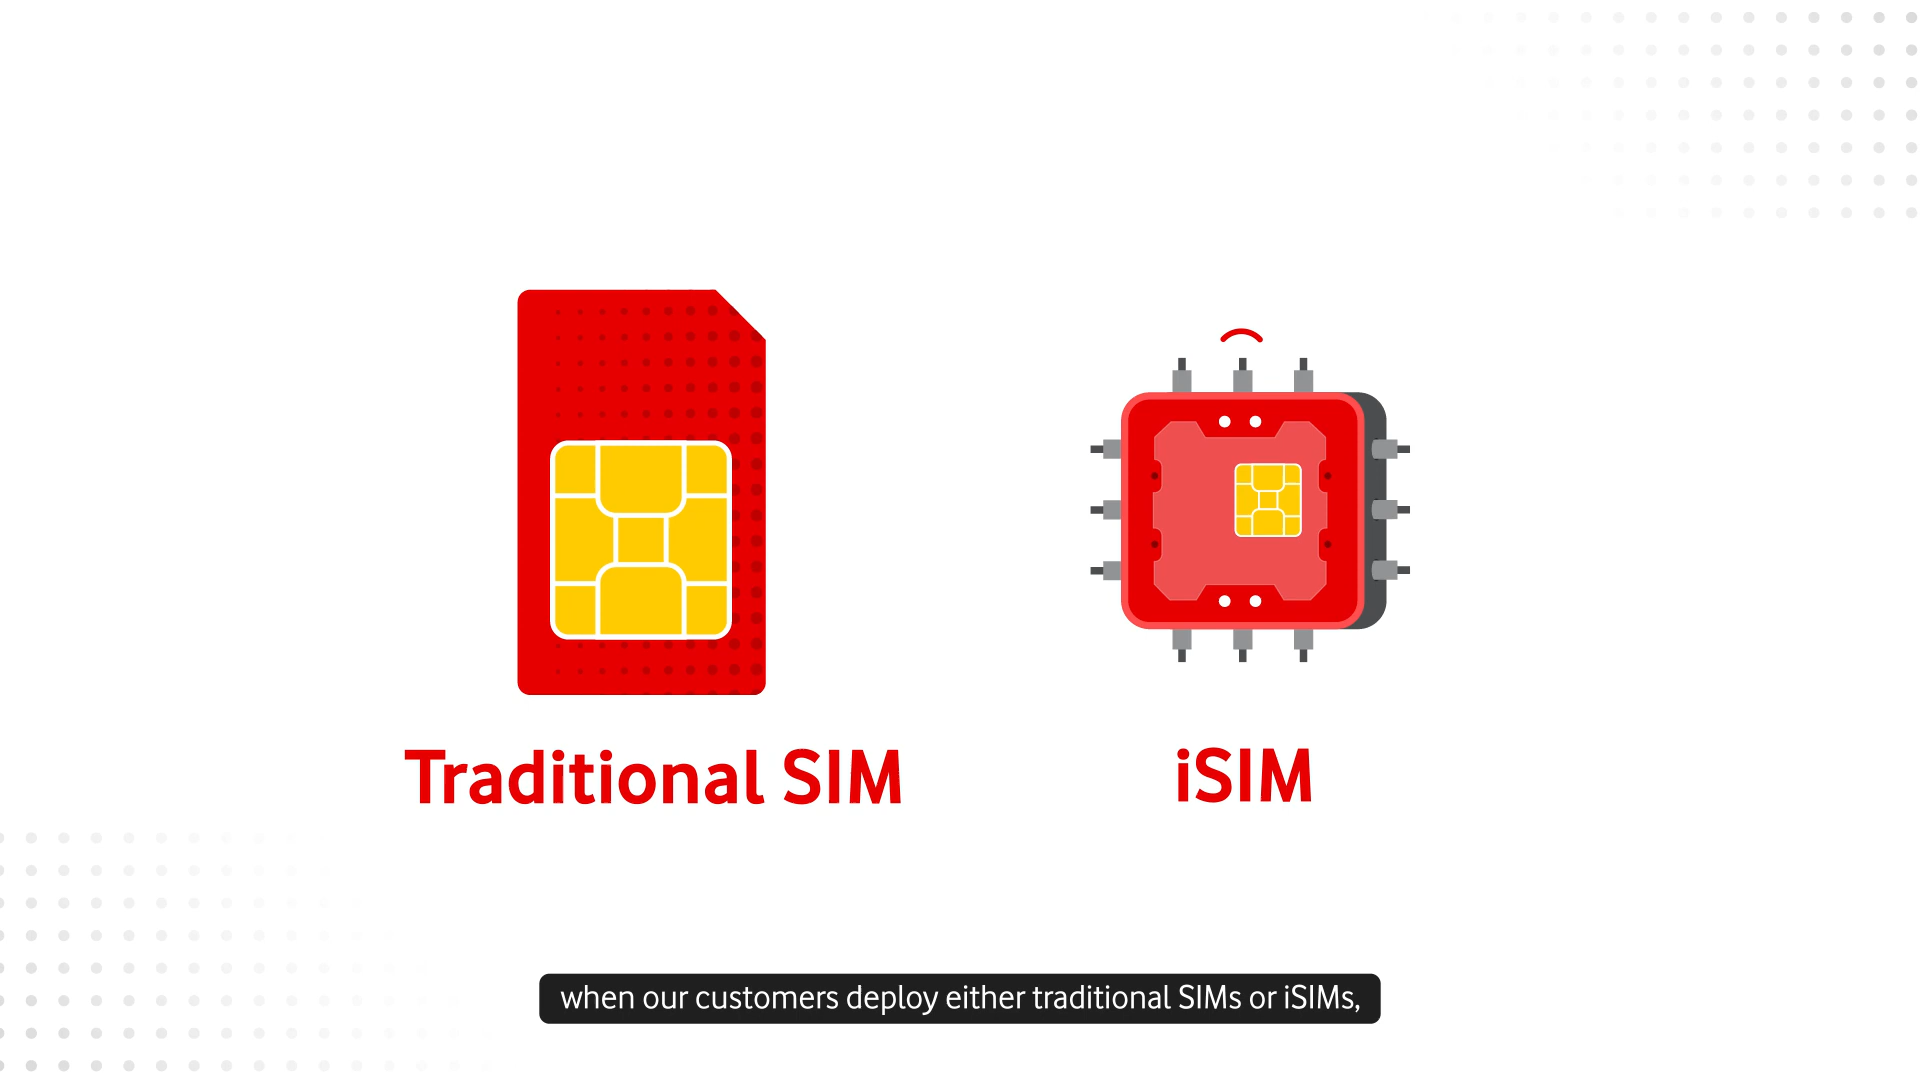 Traditional SIM
iSIM
when our customers deploy either traditional SIMs or iSIMs,